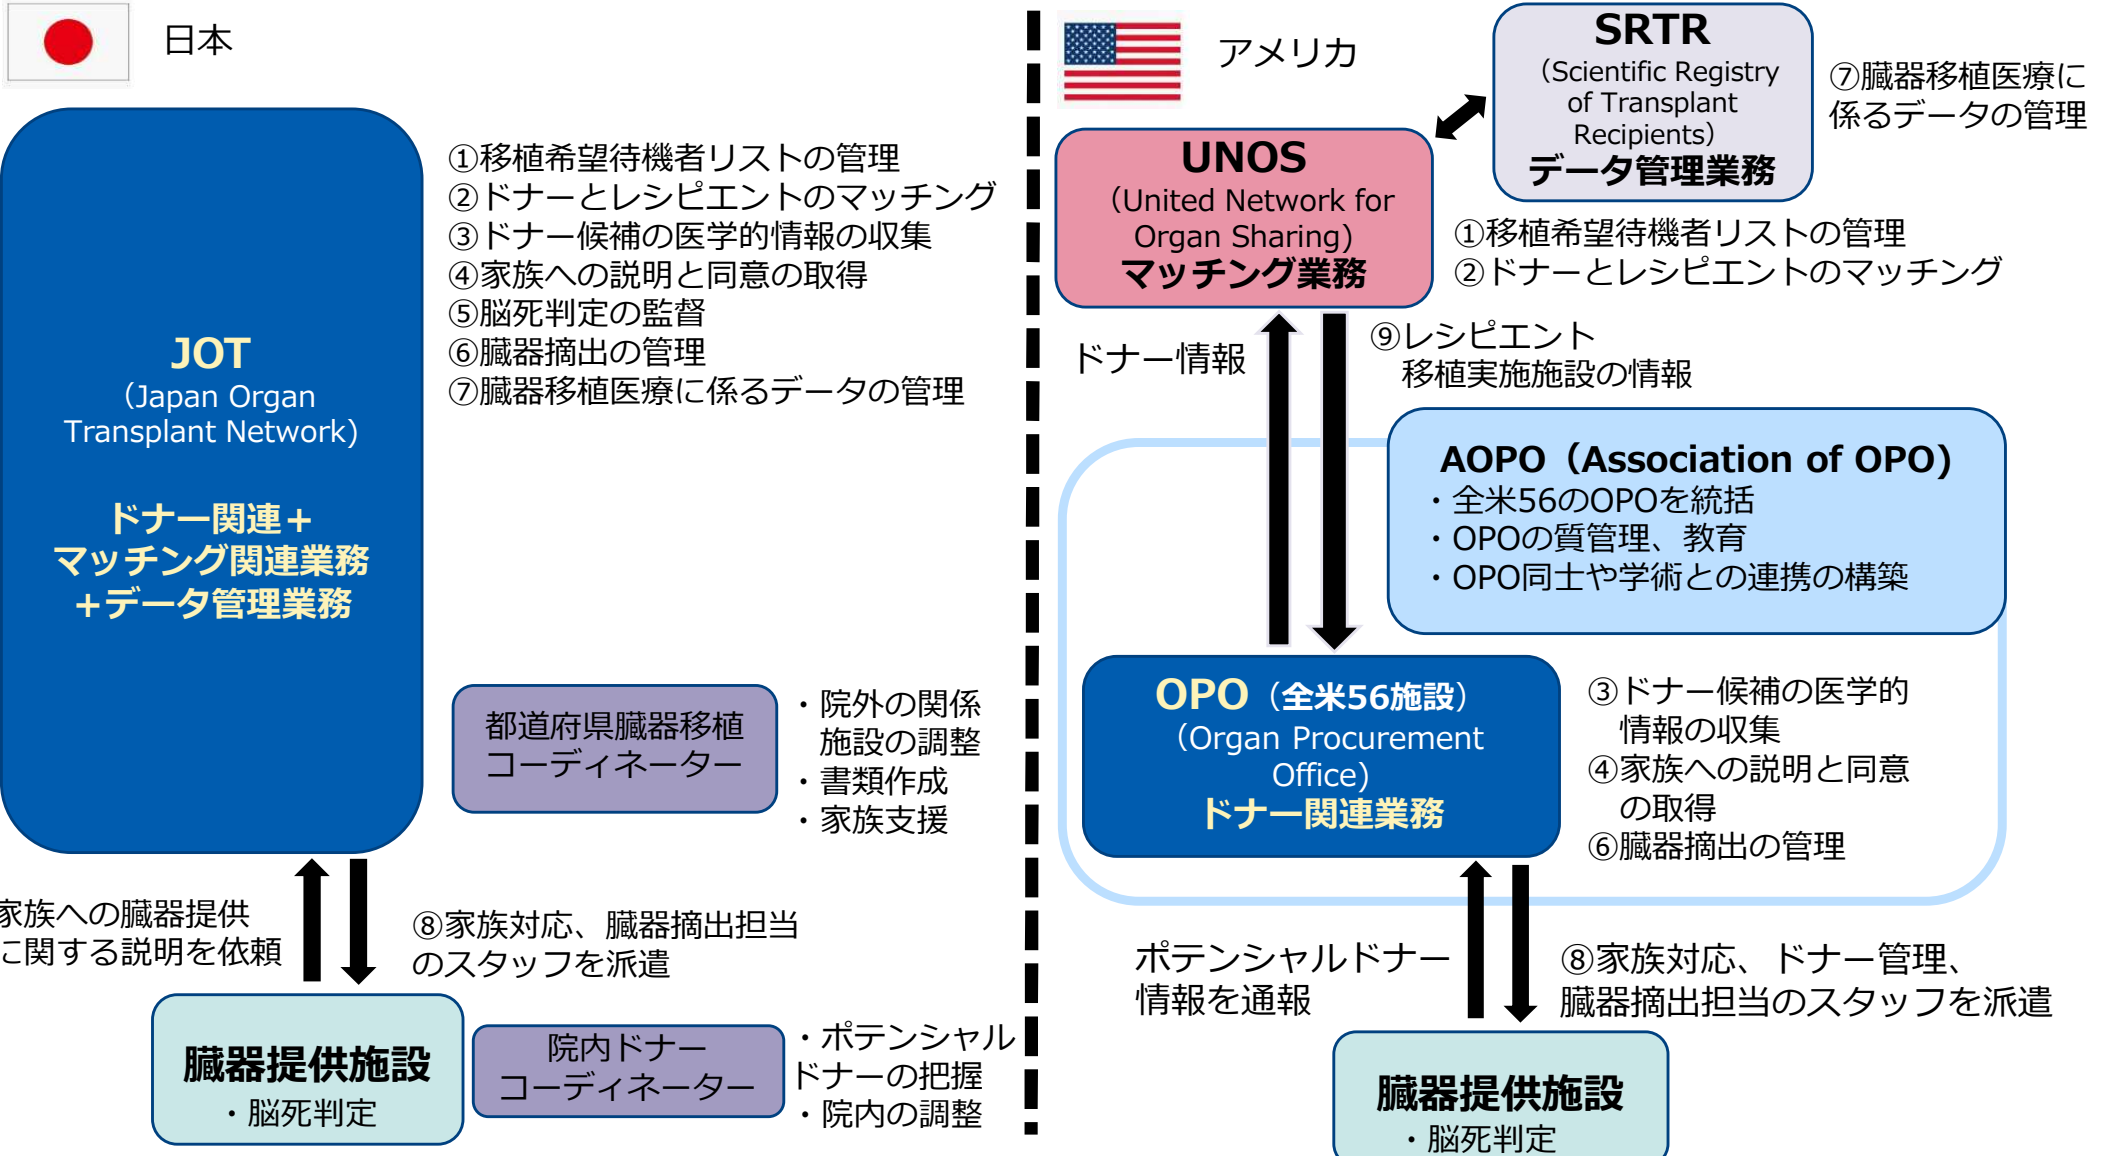 日本
JOT
（Japan Organ
Transplant Network)
ドナー関連＋
マッチング関連業務
＋データ管理業務
①移植希望待機者リストの管理
②ドナーとレシピエントのマッチング
③ドナー候補の医学的情報の収集
④家族への説明と同意の取得
⑤脳死判定の監督
⑥臓器摘出の管理
⑦臓器移植医療に係るデータの管理
都道府県臓器移植
コーディネーター
・院外の関係
施設の調整
・書類作成
・家族支援
家族への臓器提供
に関する説明を依頼
⑧家族対応、臓器摘出担当
のスタッフを派遣
臓器提供施設
・脳死判定
院内ドナー
コーディネーター
・ポテンシャル
ドナーの把握
・院内の調整
アメリカ
SRTR
（Scientific Registry
of Transplant
Recipients）
データ管理業務
⑦臓器移植医療に
係るデータの管理
UNOS
（United Network for
Organ Sharing)
マッチング業務
①移植希望待機者リストの管理
②ドナーとレシピエントのマッチング
ドナー情報
⑨レシピエント
移植実施施設の情報
AOPO（Association of OPO)
・全米56のOPOを統括
・OPOの質管理、教育
・OPO同士や学術との連携の構築
OPO（全米56施設）
（Organ Procurement
Office)
ドナー関連業務
③ドナー候補の医学的
情報の収集
④家族への説明と同意
の取得
⑥臓器摘出の管理
ポテンシャルドナー
情報を通報
⑧家族対応、ドナー管理、
臓器摘出担当のスタッフを派遣
臓器提供施設
・脳死判定